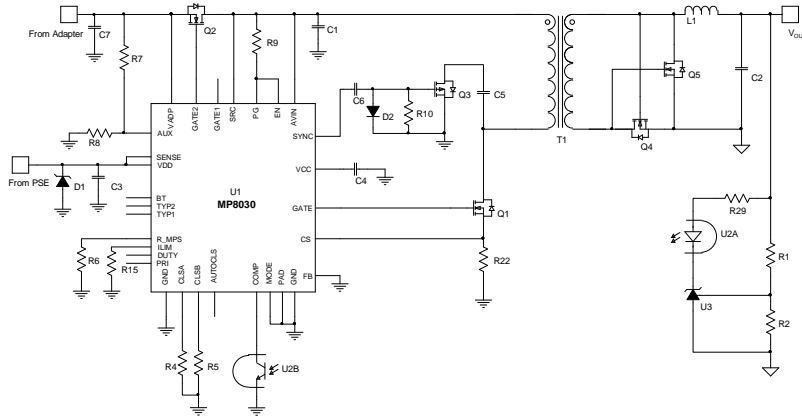 From Adapter
C7
R7
Q2
R9
C1
L1
VOUT
C6
D2
R10
Q3
C5
T1
Q5
Q4
C2
R8
From PSE
D1
C3
AUX
VADP
GATE2
GATE1
SRC
PG
EN
AVIN
SENSE
VDD
BT
TYP2
TYP1
R_MPS
ILIM
DUTY
PRI
U1
MP8030
SYNC
VCC
GATE
CS
FB
GND
CLSA
CLSB
AUTOCLS
COMP
MODE
PAD
GND
C4
Q1
R22
R6
R15
R4
R5
U2B
R29
U2A
U3
R1
R2